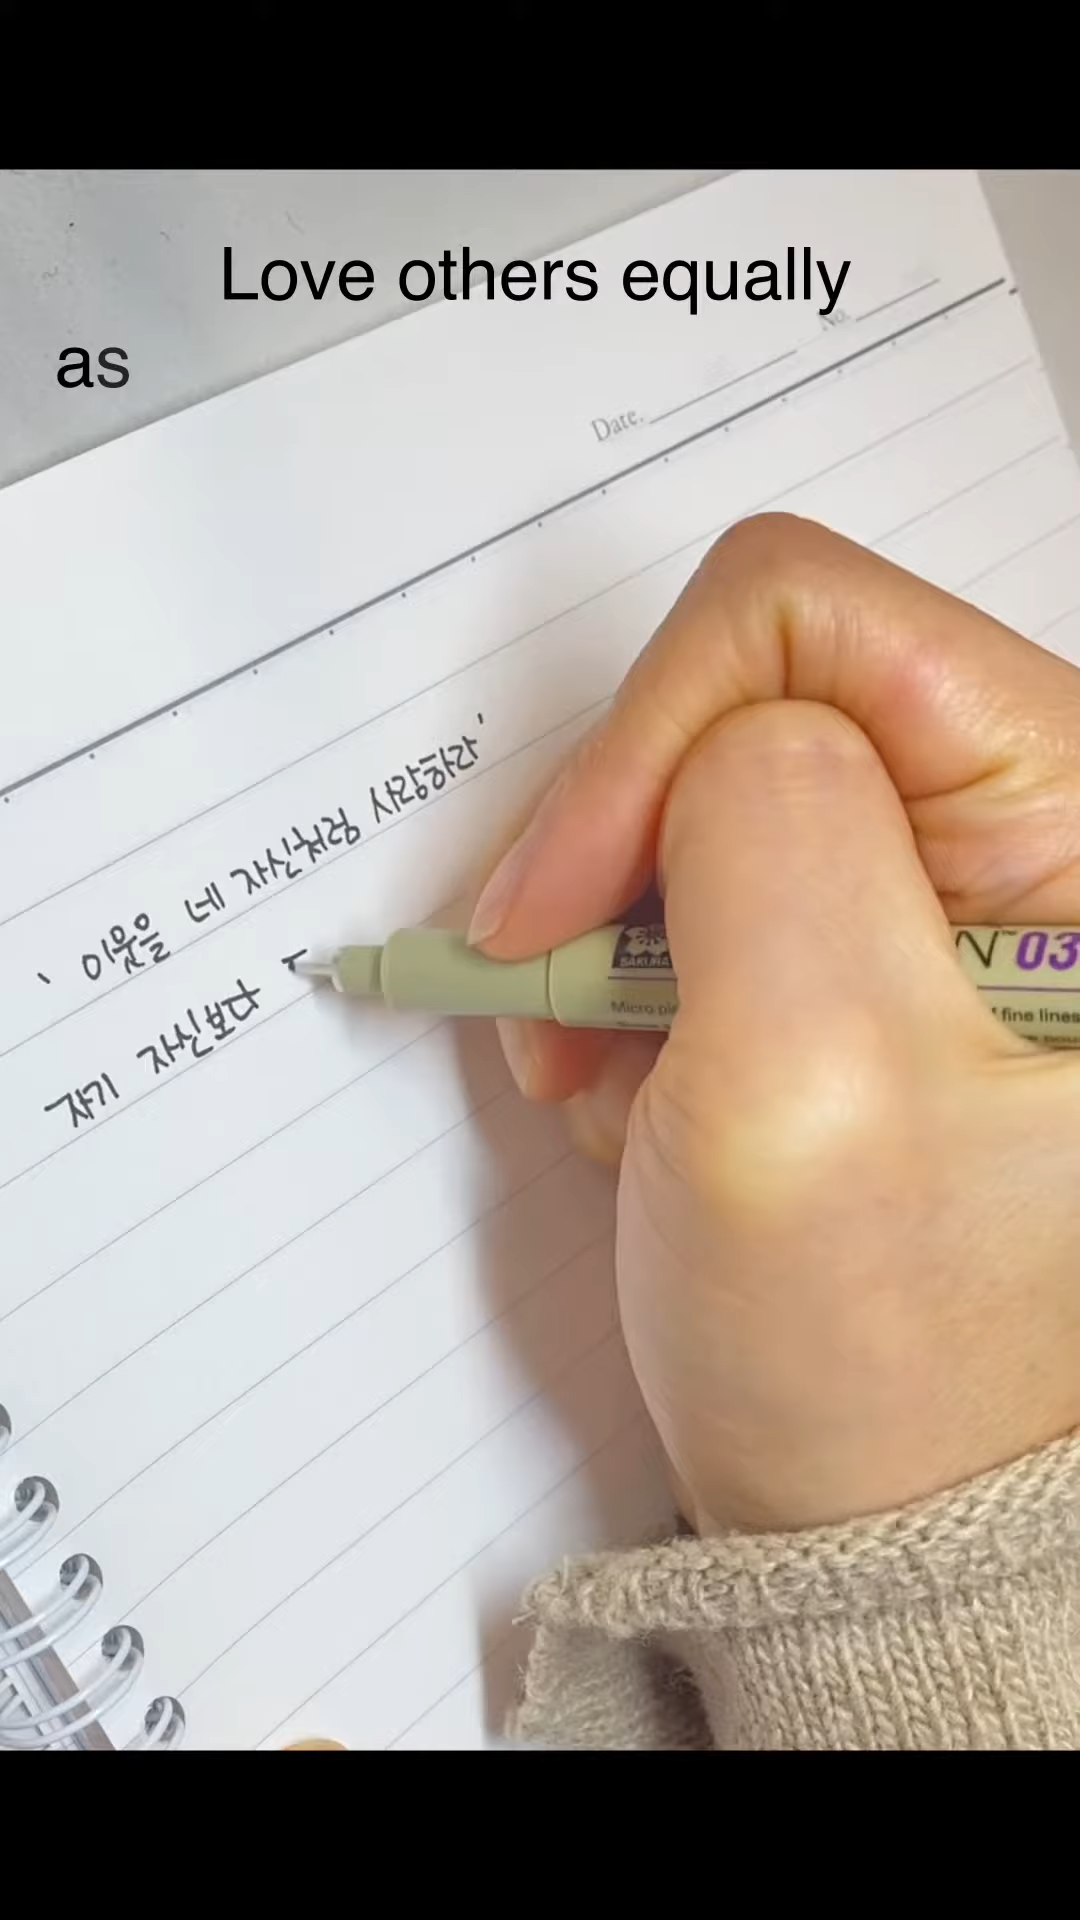 Love others equally
as
No.
Date.
' 이웃을 네 자신처럼 사랑하라'
자기 자신보다
SAKURA
N™ 03
Micro
fine lines